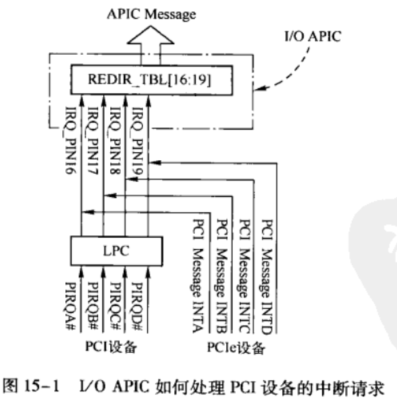 APIC Message
I/O APIC
REDIR_TBL[16:19]
IRQ_PIN16
IRQ_PIN17
IRQ_PIN18
IRQ_PIN19
PCI Message INTA
PCI Message INTB
PCI Message INTC
PCI Message INTD
LPC
PIRQA#
PIRQB#
PIRQC#
PIRQD#
PCI设备
PCIe设备
图 15-1 I/O APIC 如何处理 PCI 设备的中断请求